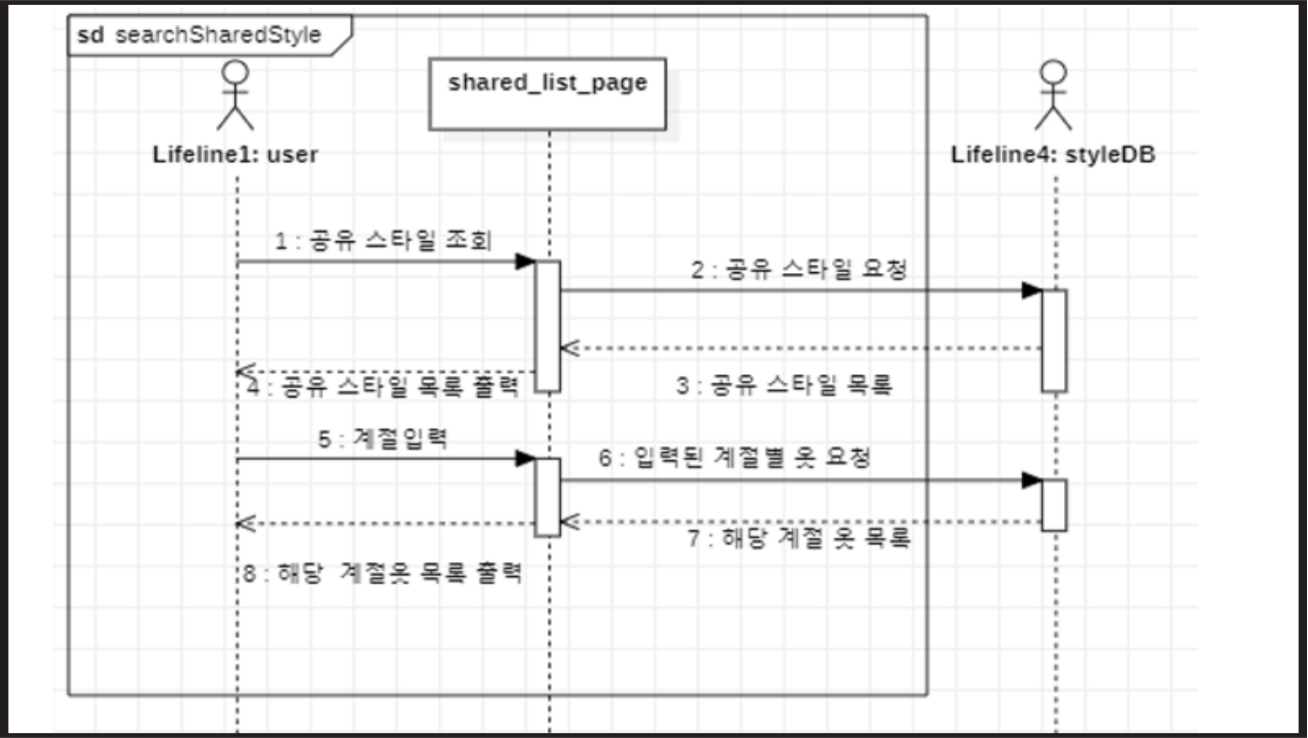 sd searchSharedStyle
shared_list_page
Lifeline1: user
Lifeline4: styleDB
1 : 공유 스타일 조회
2 : 공유 스타일 요청
3 : 공유 스타일 목록
4 : 공유 스타일 목록 출력
5 : 계절입력
6 : 입력된 계절별 옷 요청
7 : 해당 계절 옷 목록
8 : 해당 계절옷 목록 출력